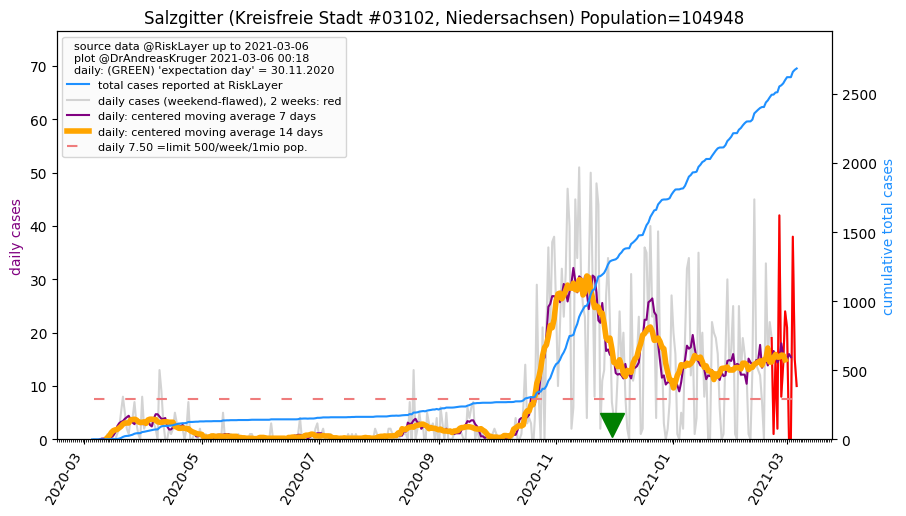 Salzgitter (Kreisfreie Stadt #03102, Niedersachsen) Population=104948
source data @RiskLayer up to 2021-03-06
plot @DrAndreasKruger 2021-03-06 00:18
daily: (GREEN) 'expectation day' = 30.11.2020
total cases reported at RiskLayer
daily cases (weekend-flawed), 2 weeks: red
daily: centered moving average 7 days
daily: centered moving average 14 days
daily 7.50 =limit 500/week/1mio pop.
daily cases
70
60
50
40
30
20
10
0
cumulative total cases
2500
2000
1500
1000
500
0
2020-03
2020-05
2020-07
2020-09
2020-11
2021-01
2021-03